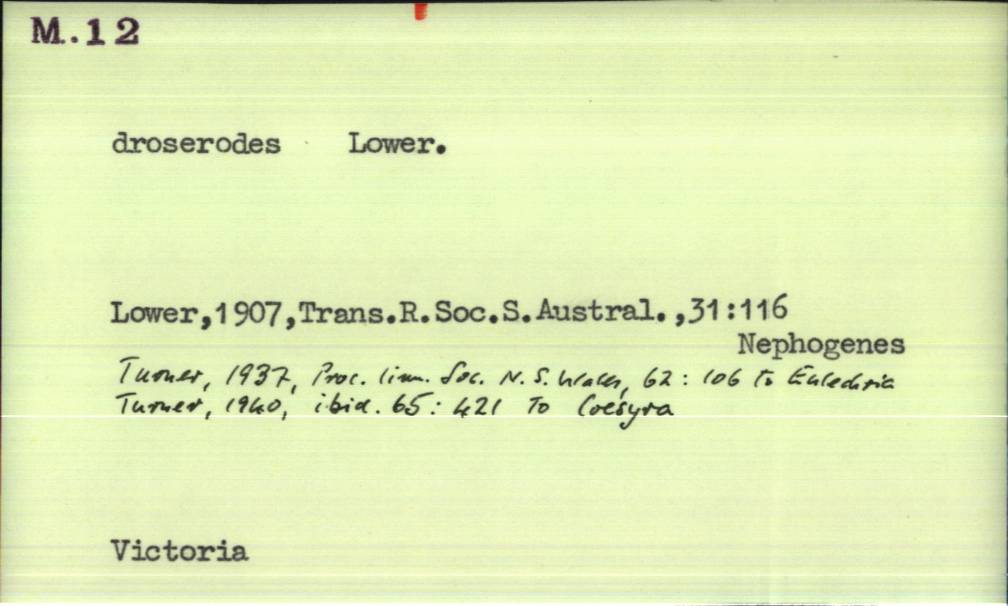 M.12
droserodes Lower.
Lower,1907,Trans.R.Soc.S.Austral.,31:116
Nephogenes
Turner, 1937, Proc. linn. Soc. N. S. Wales, 62: 106 To Eulechria
Turner, 1940, ibid. 65: 421 To Coesyra
Victoria